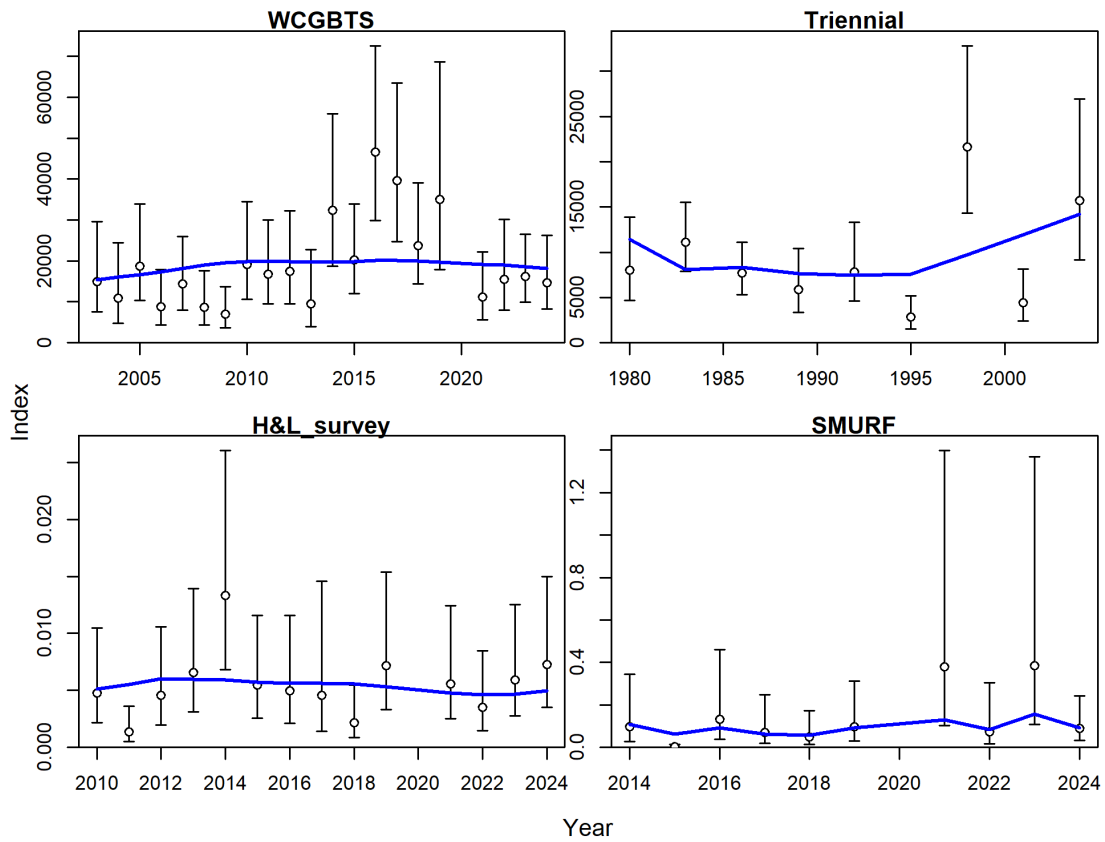 WCGBTS
0 20000 40000 60000
2005 2010 2015 2020
Triennial
5000 15000 25000
1980 1985 1990 1995 2000
H&L_survey
0.000 0.010 0.020
2010 2012 2014 2016 2018 2020 2022 2024
SMURF
0.0 0.4 0.8 1.2
2014 2016 2018 2020 2022 2024
Index
Year